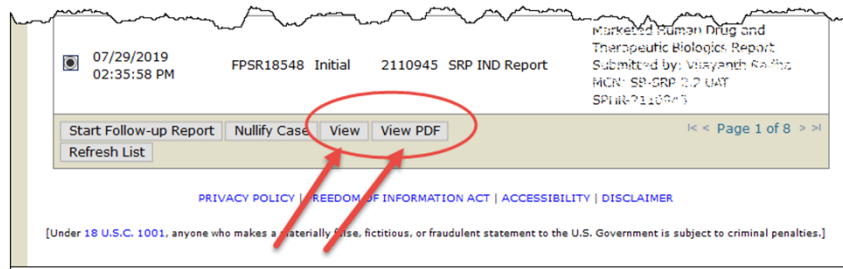 Marketed Human Drug and
07/29/2019
02:35:58 PM
FPSR18548 Initial 2110945 SRP IND Report
Therapeutic Biologics Report
Submitted by: Vijayanth
MCN: SB-SRP 2.2 UAT
Start Follow-up Report Nullify Case View View PDF
|< < Page 1 of 8 > >|
Refresh List
PRIVACY POLICY | FREEDOM OF INFORMATION ACT | ACCESSIBILITY | DISCLAIMER
[Under 18 U.S.C. 1001, anyone who makes a materially false, fictitious, or fraudulent statement to the U.S. Government is subject to criminal penalties.]